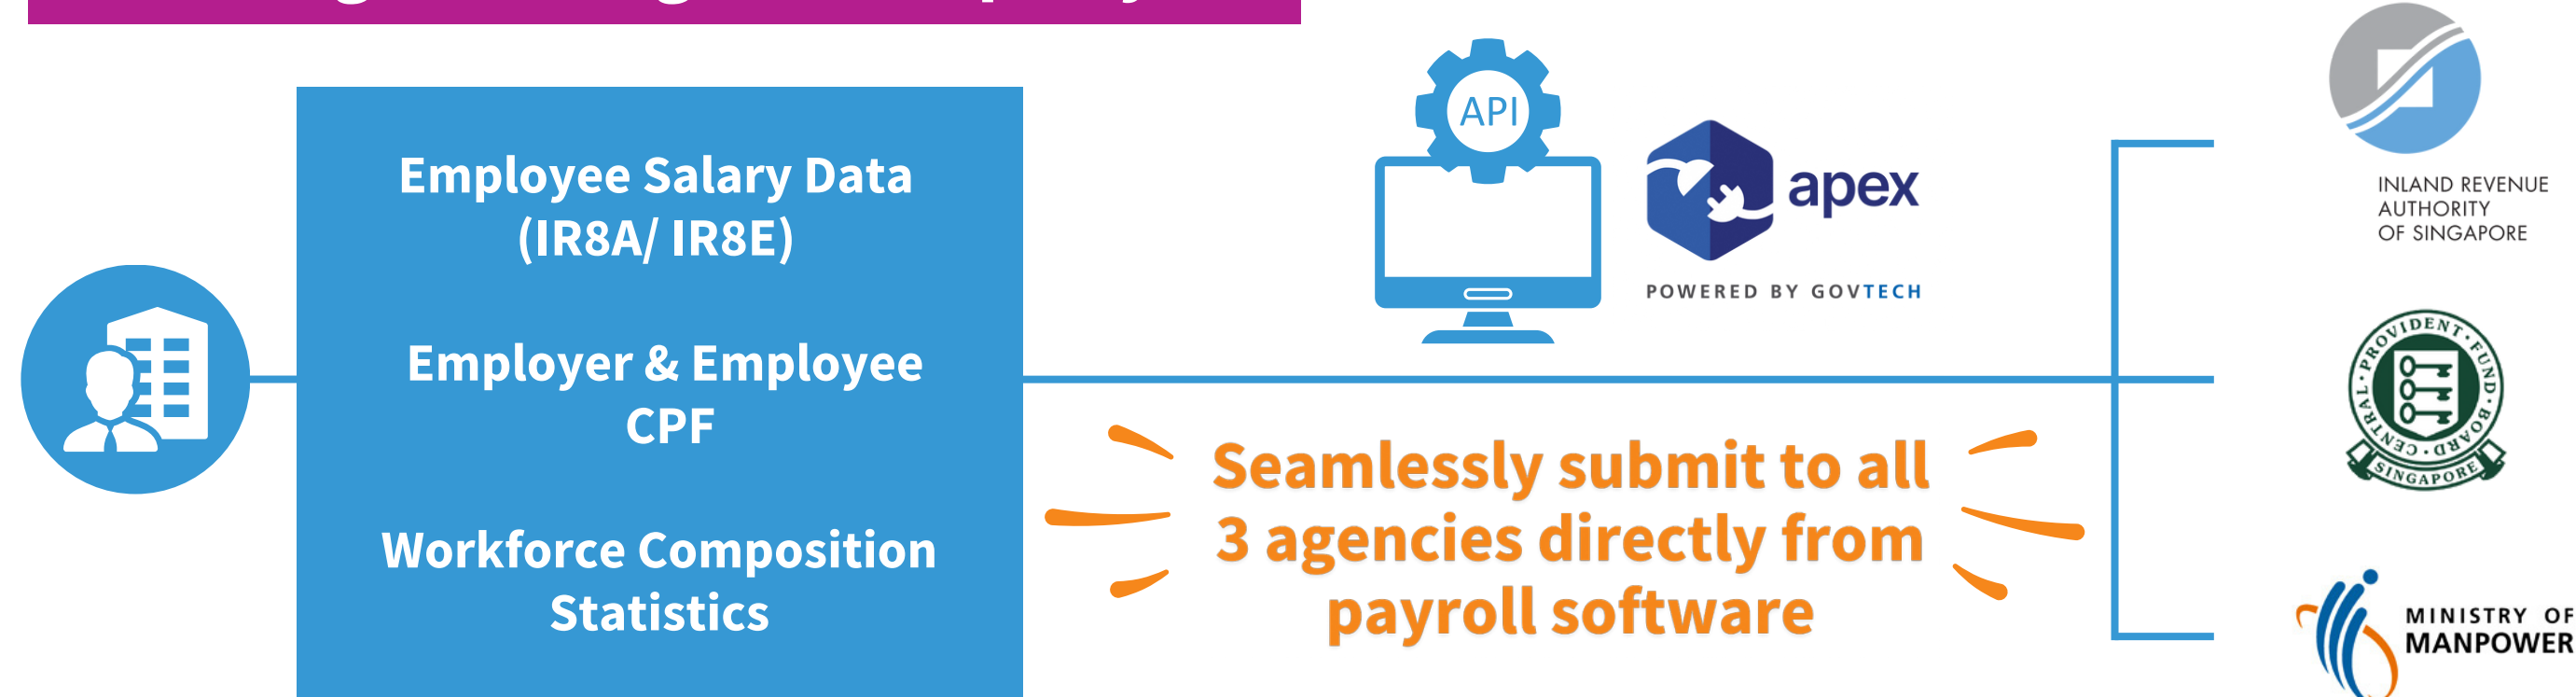 Employee Salary Data
(IR8A/ IR8E)
Employer & Employee
CPF
Workforce Composition
Statistics
API
apex
POWERED BY GOVTECH
Seamlessly submit to all
3 agencies directly from
payroll software
INLAND REVENUE
AUTHORITY
OF SINGAPORE
CENTRAL · PROVIDENT · FUND · BOARD
SINGAPORE
MINISTRY OF
MANPOWER